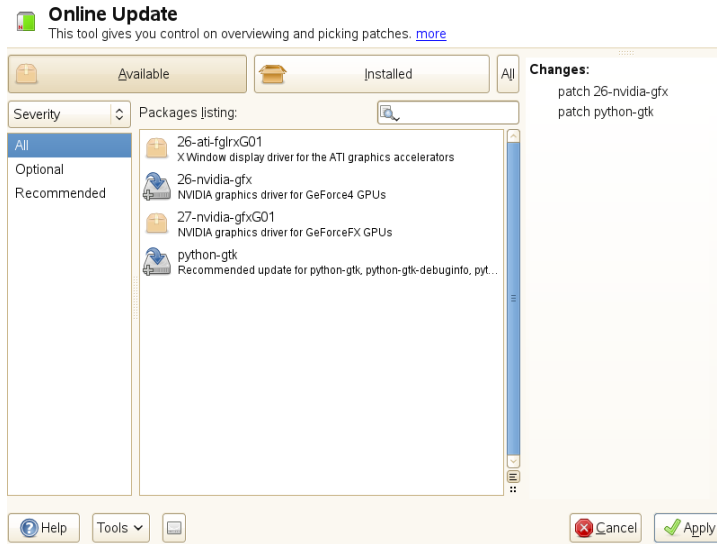 Online Update
This tool gives you control on overviewing and picking patches. more
Available
Installed
All
Severity
Packages listing:
All
Optional
Recommended
26-ati-fglrxG01
X Window display driver for the ATI graphics accelerators
26-nvidia-gfx
NVIDIA graphics driver for GeForce4 GPUs
27-nvidia-gfxG01
NVIDIA graphics driver for GeForceFX GPUs
python-gtk
Recommended update for python-gtk, python-gtk-debuginfo, pyt...
Changes:
patch 26-nvidia-gfx
patch python-gtk
Help
Tools
Cancel
Apply